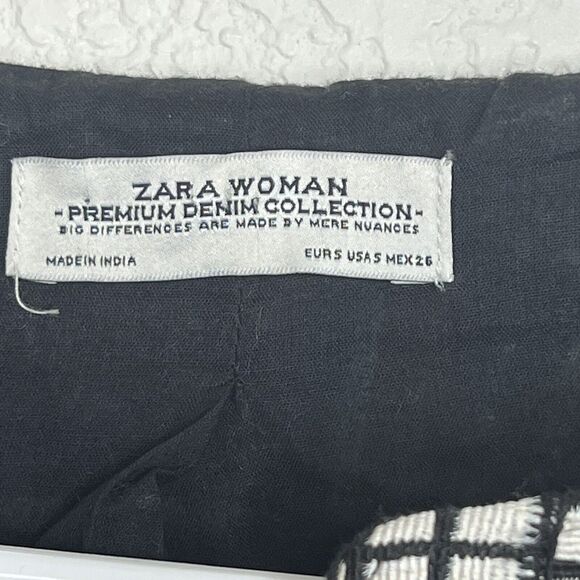 ZARA WOMAN
-PREMIUM DENIM COLLECTION-
BIG DIFFERENCES ARE MADE BY MERE NUANCES
MADE IN INDIA EUR S USA S MEX 26